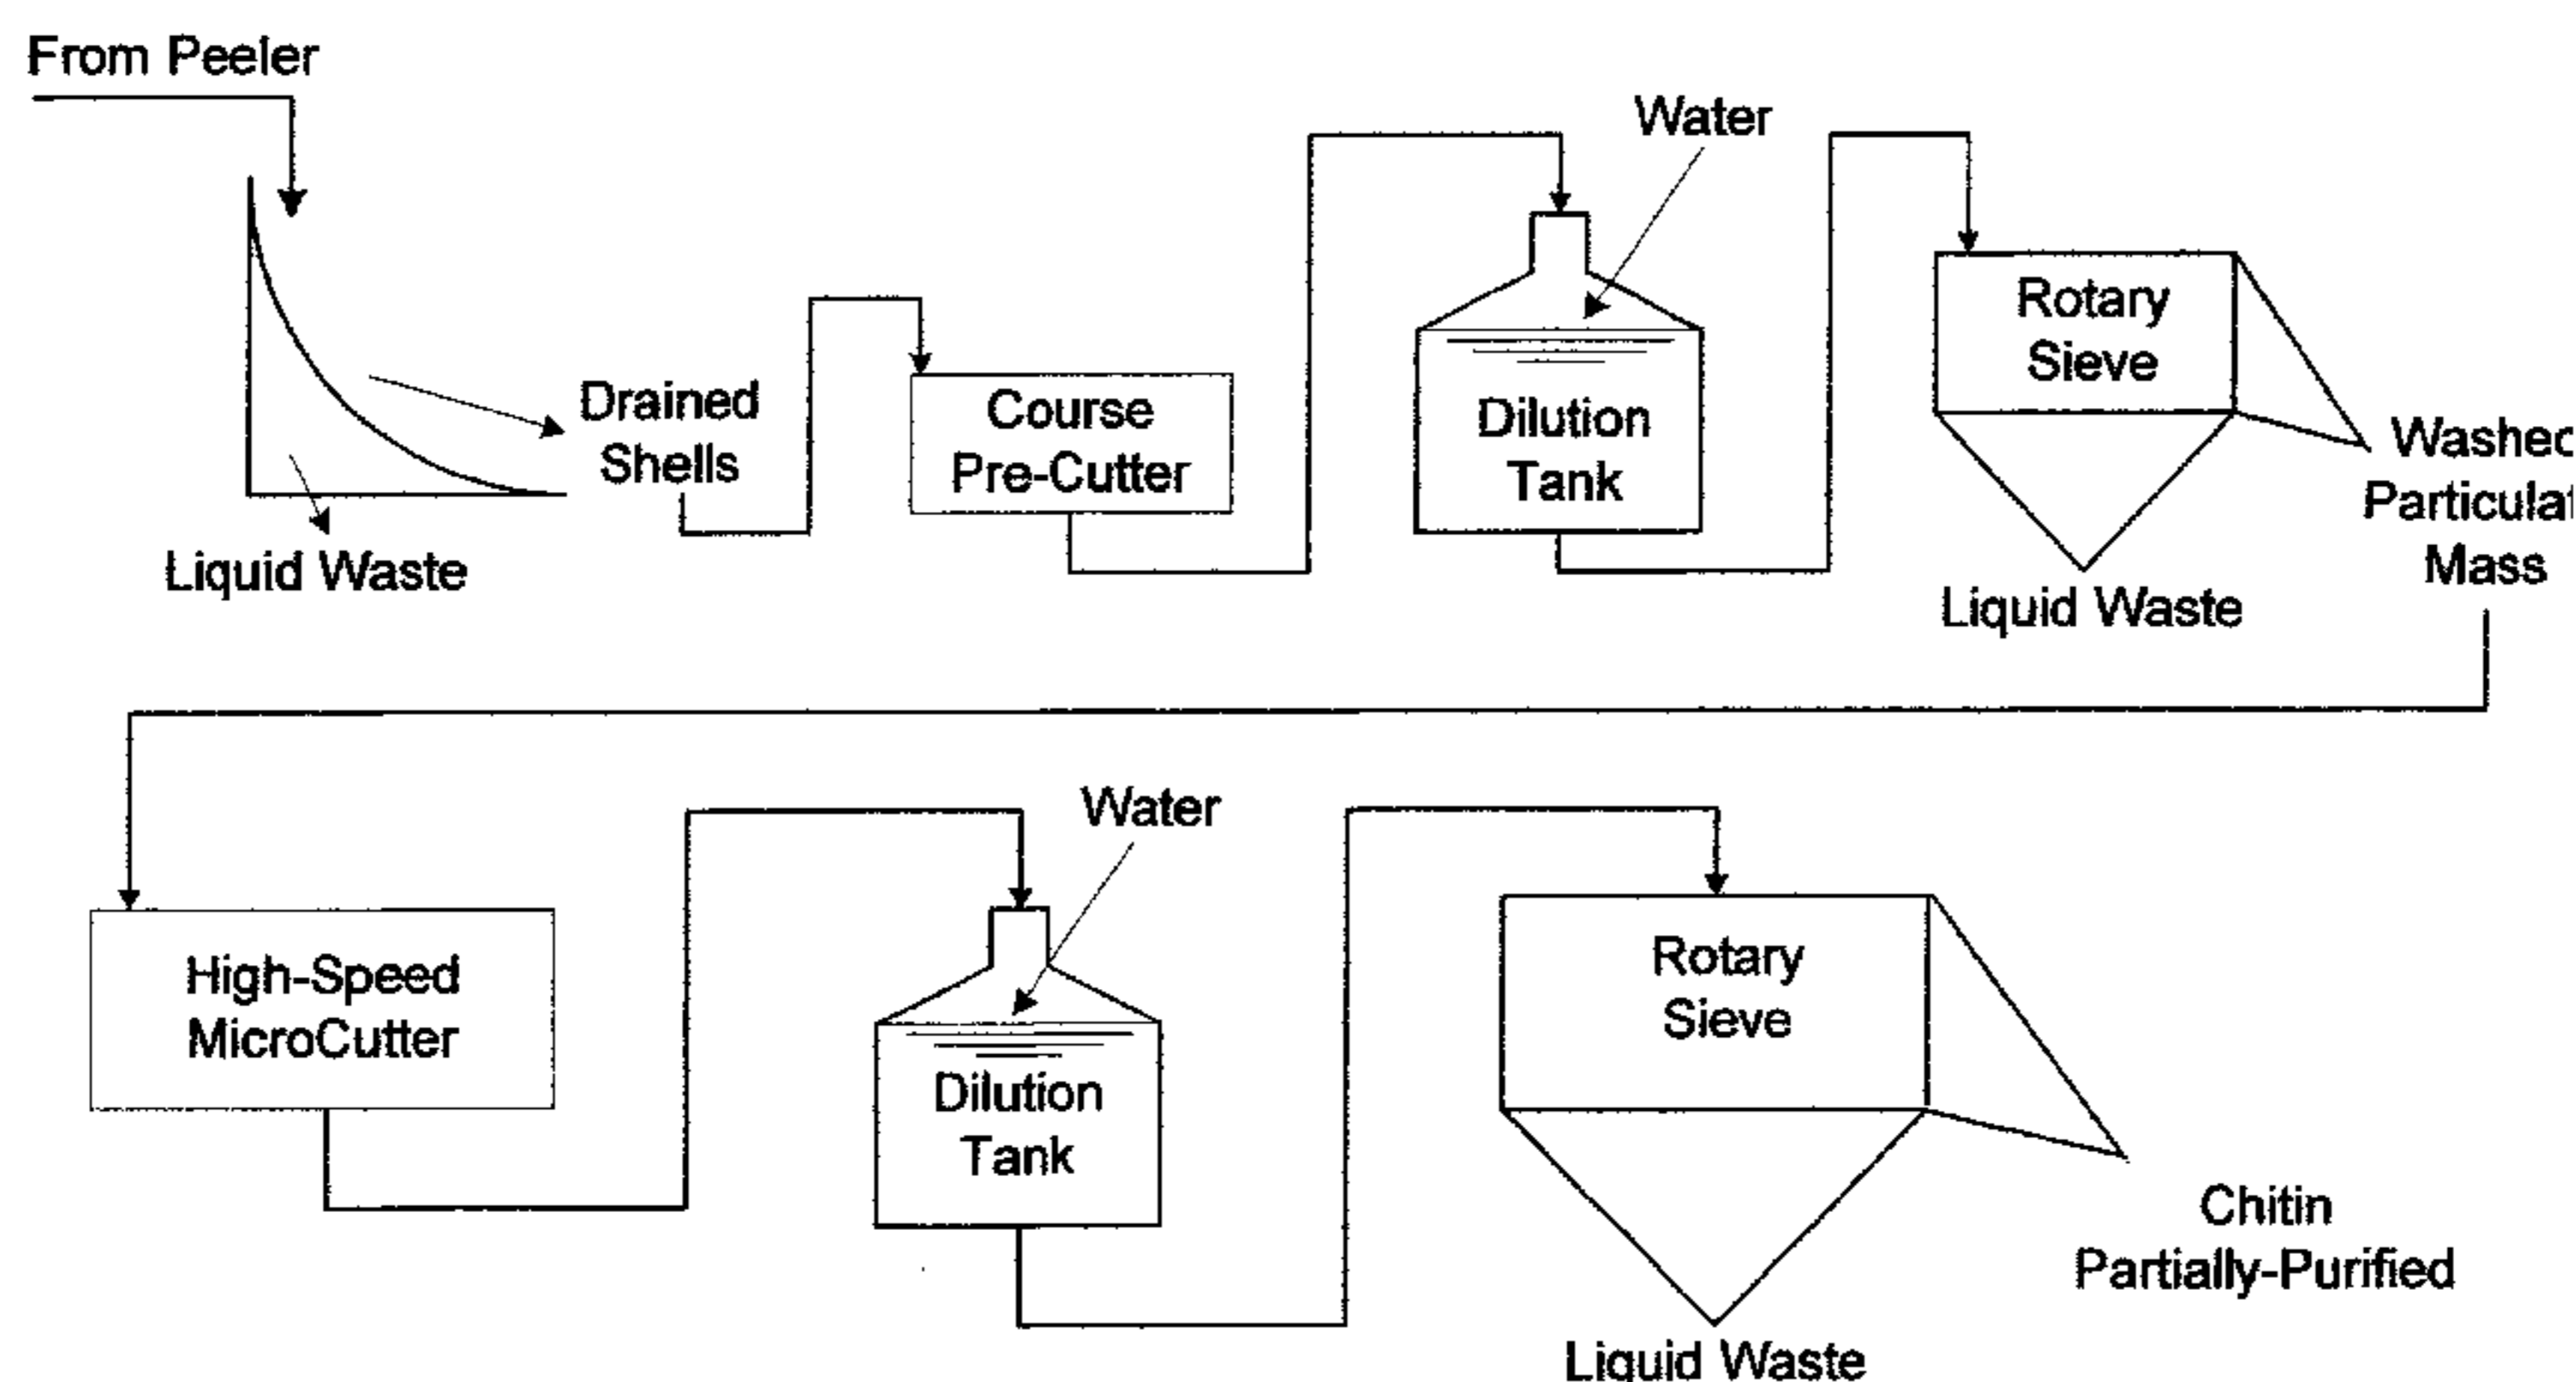 From Peeler
Water
Rotary
Sieve
Drained
Shells
Course
Pre-Cutter
Dilution
Tank
Washed
Mass
Liquid Waste
Liquid Waste
Water
High-Speed
MicroCutter
Dilution
Tank
Rotary
Sieve
Chitin
Partially-Purified
Liquid Waste